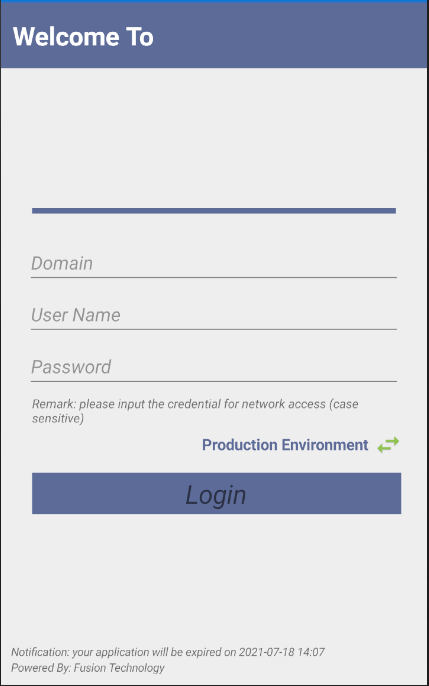 Welcome To
Domain
User Name
Password
Remark: please input the credential for network access (case
sensitive)
Production Environment
Login
Notification: your application will be expired on 2021-07-18 14:07
Powered By: Fusion Technology